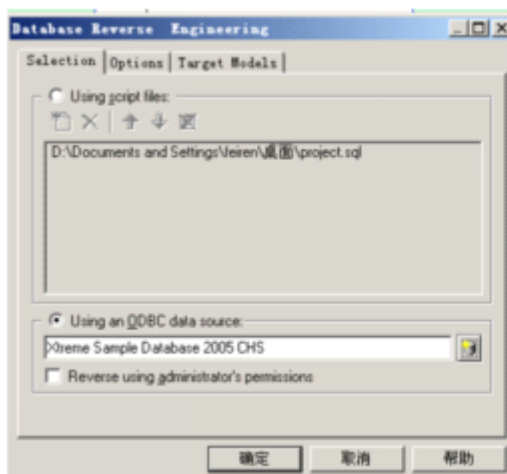 Database Reverse Engineering
Selection Options Target Models
Using script files:
D:\Documents and Settings\feiren\桌面\project.sql
Using an ODBC data source:
Xtreme Sample Database 2005 CHS
Reverse using administrator's permissions
确定 取消 帮助